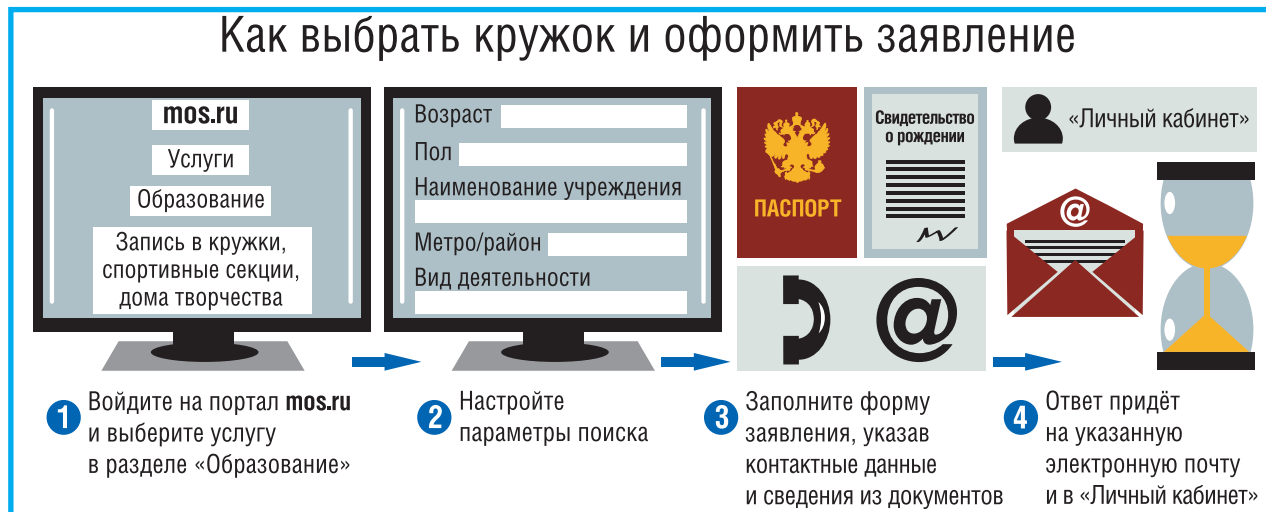 Как выбрать кружок и оформить заявление
mos.ru
Услуги
Образование
Запись в кружки,
спортивные секции,
дома творчества
Возраст
Пол
Наименование учреждения
Метро/район
Вид деятельности
ПАСПОРТ
Свидетельство
о рождении
@
«Личный кабинет»
@
1 Войдите на портал mos.ru
и выберите услугу
в разделе «Образование»
2 Настройте
параметры поиска
3 Заполните форму
заявления, указав
контактные данные
и сведения из документов
4 Ответ придёт
на указанную
электронную почту
и в «Личный кабинет»